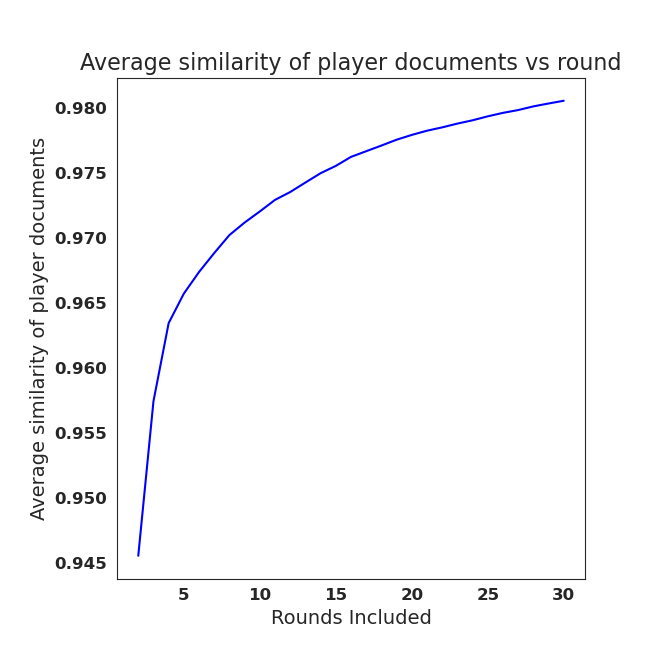 Average similarity of player documents vs round
Average similarity of player documents
0.980
0.975
0.970
0.965
0.960
0.955
0.950
0.945
5 10 15 20 25 30
Rounds Included